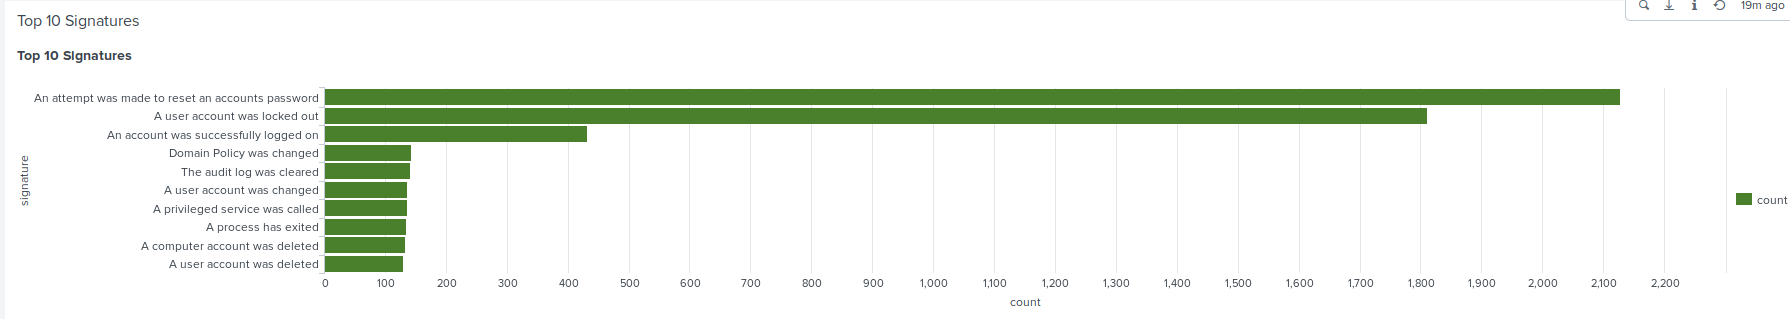 Top 10 Signatures
19m ago
Top 10 Signatures
An attempt was made to reset an accounts password
A user account was locked out
An account was successfully logged on
Domain Policy was changed
The audit log was cleared
A user account was changed
A privileged service was called
A process has exited
A computer account was deleted
A user account was deleted
signature
count
0 100 200 300 400 500 600 700 800 900 1,000 1,100 1,200 1,300 1,400 1,500 1,600 1,700 1,800 1,900 2,000 2,100 2,200
count